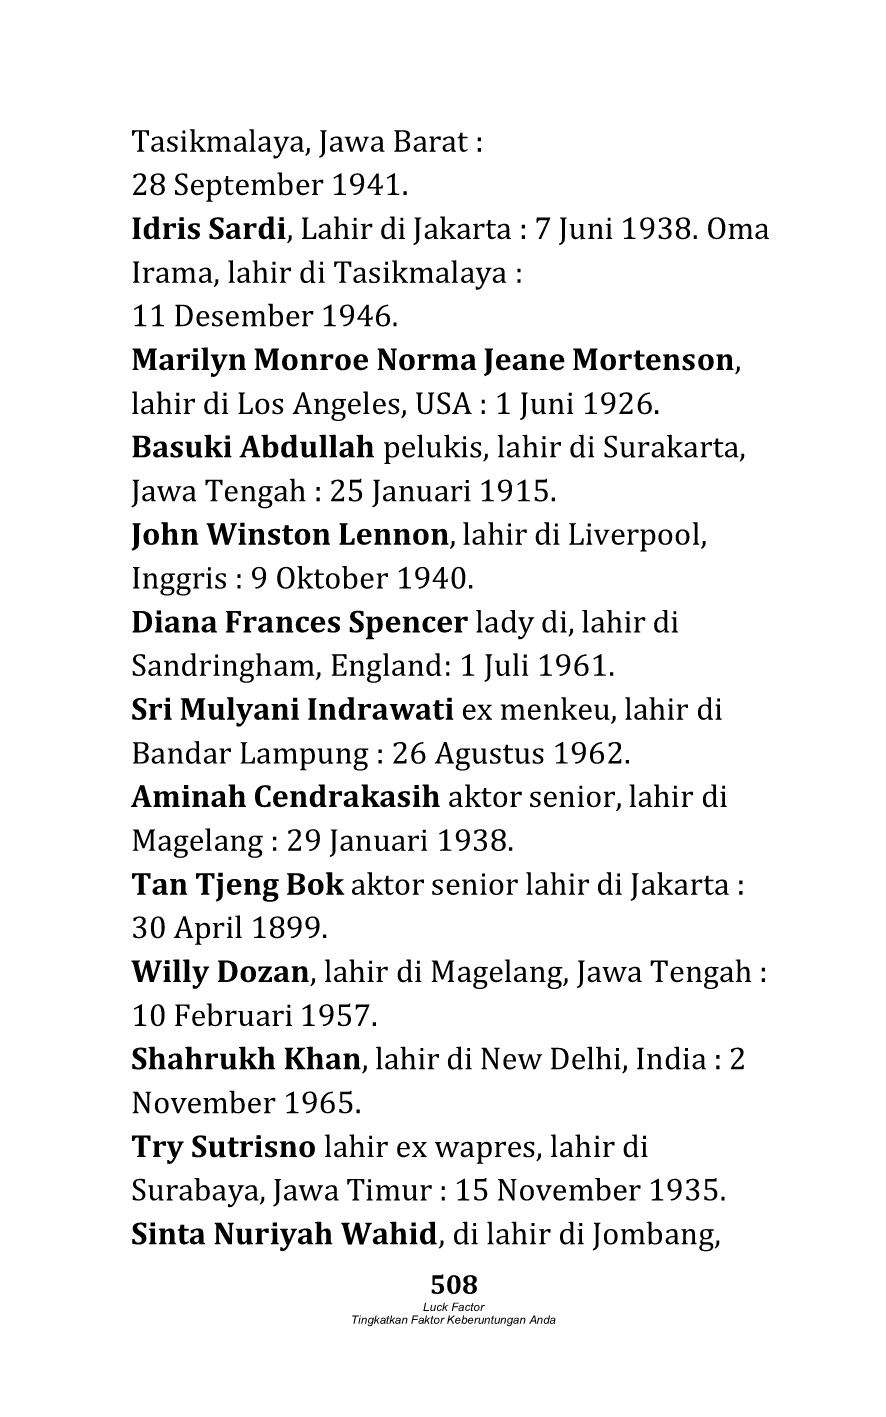 Tasikmalaya, Jawa Barat :
28 September 1941.
Idris Sardi, Lahir di Jakarta : 7 Juni 1938. Oma
Irama, lahir di Tasikmalaya :
11 Desember 1946.
Marilyn Monroe Norma Jeane Mortenson,
lahir di Los Angeles, USA : 1 Juni 1926.
Basuki Abdullah pelukis, lahir di Surakarta,
Jawa Tengah : 25 Januari 1915.
John Winston Lennon, lahir di Liverpool,
Inggris : 9 Oktober 1940.
Diana Frances Spencer lady di, lahir di
Sandringham, England: 1 Juli 1961.
Sri Mulyani Indrawati ex menkeu, lahir di
Bandar Lampung : 26 Agustus 1962.
Aminah Cendrakasih aktor senior, lahir di
Magelang : 29 Januari 1938.
Tan Tjeng Bok aktor senior lahir di Jakarta :
30 April 1899.
Willy Dozan, lahir di Magelang, Jawa Tengah :
10 Februari 1957.
Shahrukh Khan, lahir di New Delhi, India : 2
November 1965.
Try Sutrisno lahir ex wapres, lahir di
Surabaya, Jawa Timur : 15 November 1935.
Sinta Nuriyah Wahid, di lahir di Jombang,
508
Luck Factor
Tingkatkan Faktor Keberuntungan Anda